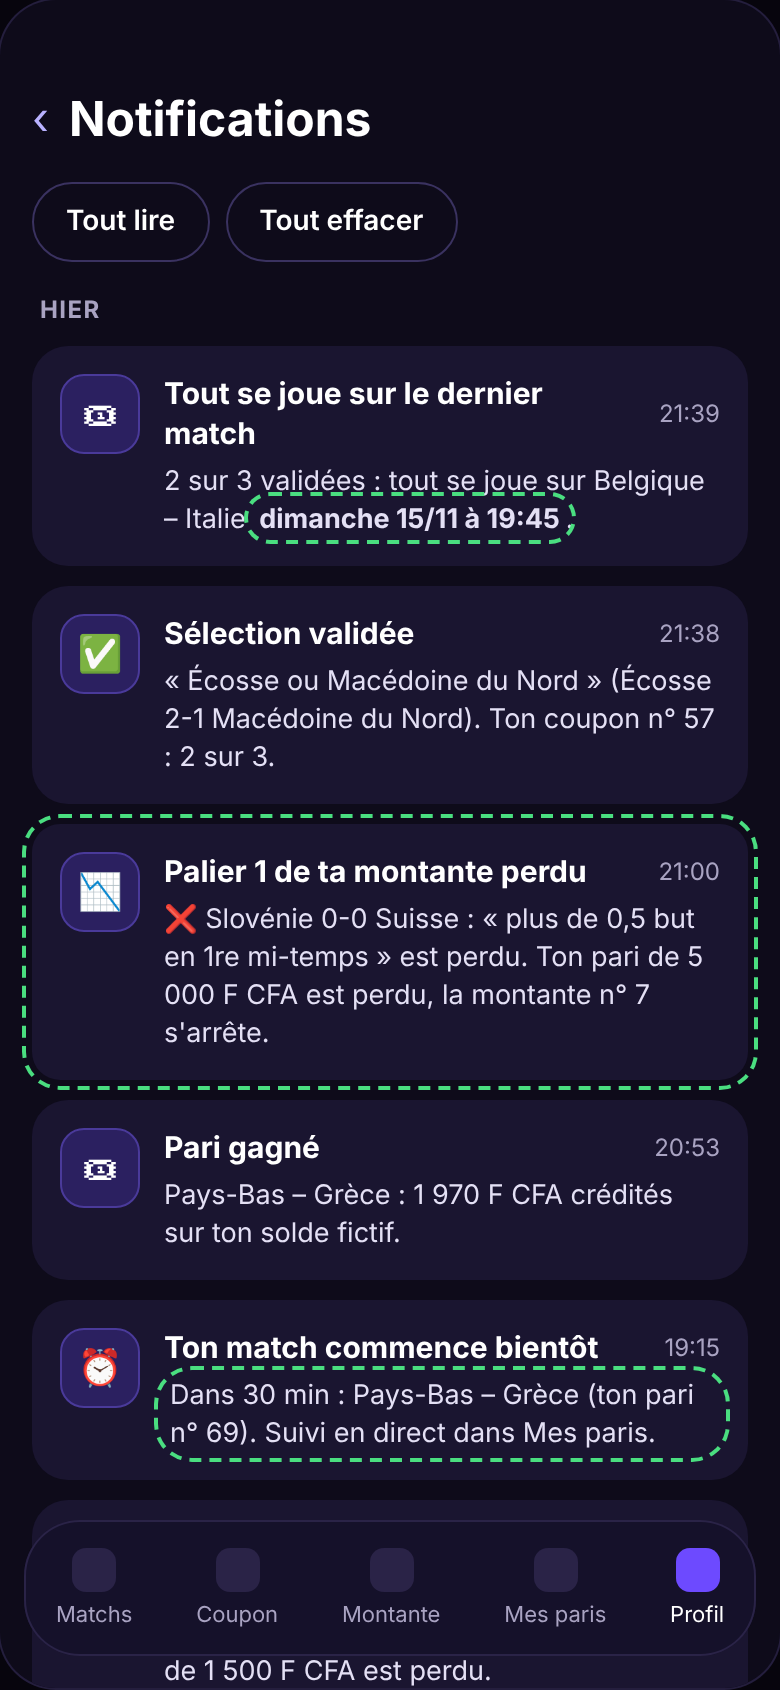 ‹ Notifications
Tout lire
Tout effacer
HIER
Tout se joue sur le dernier
match
21:39
2 sur 3 validées : tout se joue sur Belgique
– Italie dimanche 15/11 à 19:45 .
Sélection validée
21:38
« Écosse ou Macédoine du Nord » (Écosse
2-1 Macédoine du Nord). Ton coupon n° 57
: 2 sur 3.
Palier 1 de ta montante perdu
21:00
❌ Slovénie 0-0 Suisse : « plus de 0,5 but
en 1re mi-temps » est perdu. Ton pari de 5
000 F CFA est perdu, la montante n° 7
s'arrête.
Pari gagné
20:53
Pays-Bas – Grèce : 1 970 F CFA crédités
sur ton solde fictif.
Ton match commence bientôt
19:15
Dans 30 min : Pays-Bas – Grèce (ton pari
n° 69). Suivi en direct dans Mes paris.
Matchs
Coupon
Montante
Mes paris
Profil
de 1 500 F CFA est perdu.